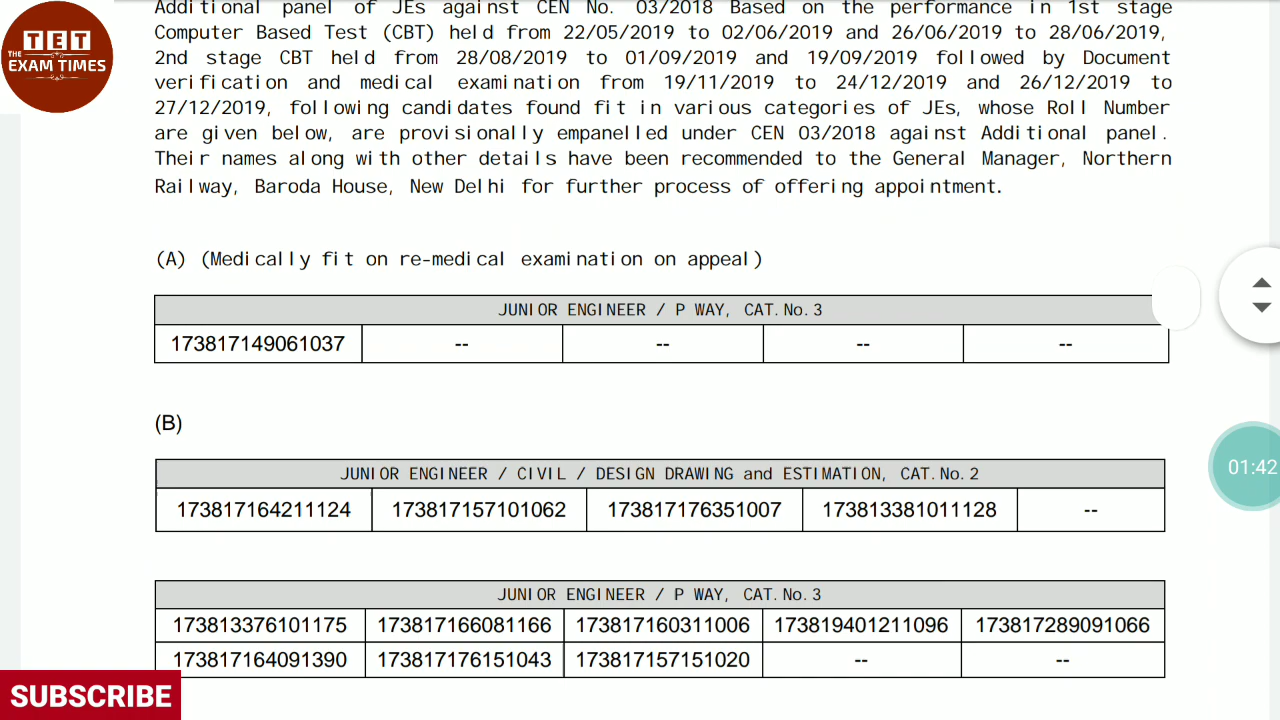 TET
THE
EXAM TIMES
Additional panel of JEs against CEN No. 03/2018 Based on the performance in 1st stage
Computer Based Test (CBT) held from 22/05/2019 to 02/06/2019 and 26/06/2019 to 28/06/2019,
2nd stage CBT held from 28/08/2019 to 01/09/2019 and 19/09/2019 followed by Document
verification and medical examination from 19/11/2019 to 24/12/2019 and 26/12/2019 to
27/12/2019, following candidates found fit in various categories of JEs, whose Roll Number
are given below, are provisionally empanelled under CEN 03/2018 against Additional panel.
Their names along with other details have been recommended to the General Manager, Northern
Railway, Baroda House, New Delhi for further process of offering appointment.
(A) (Medically fit on re-medical examination on appeal)
JUNIOR ENGINEER / P WAY, CAT.No.3
173817149061037 -- -- -- --
(B)
01:42
JUNIOR ENGINEER / CIVIL / DESIGN DRAWING and ESTIMATION, CAT.No.2
173817164211124 173817157101062 173817176351007 173813381011128 --
JUNIOR ENGINEER / P WAY, CAT.No.3
173813376101175 173817166081166 173817160311006 173819401211096 173817289091066
173817164091390 173817176151043 173817157151020 -- --
SUBSCRIBE